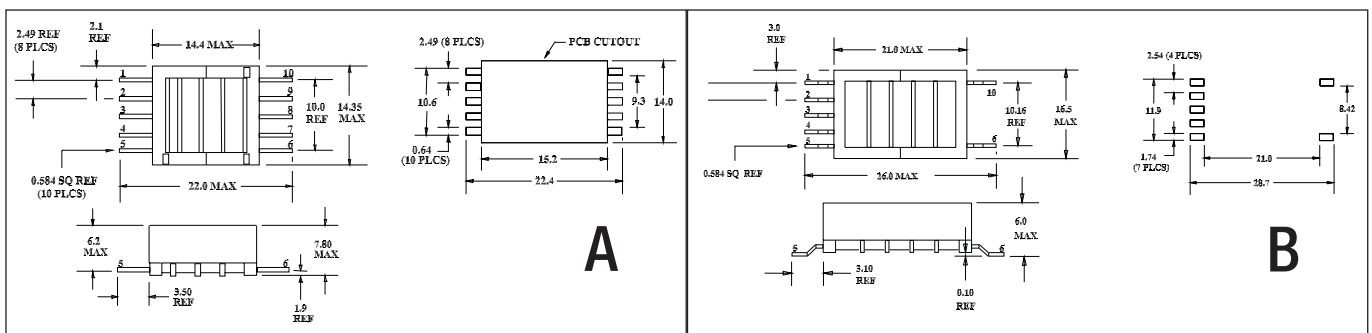 2.49 REF
(8 PLCS)
2.1
REF
14.4 MAX
1
2
3
4
5
10
9
8
7
6
10.0
REF
14.35
MAX
0.584 SQ REF
(10 PLCS)
22.0 MAX
2.49 (8 PLCS)
PCB CUTOUT
10.6
9.3
14.0
0.64
(10 PLCS)
15.2
22.4
6.2
MAX
7.80
MAX
5
6
3.50
REF
1.9
REF
A
3.0
REF
21.0 MAX
1
2
3
4
5
10
6
10.16
REF
16.5
MAX
0.584 SQ REF
26.0 MAX
2.54 (4 PLCS)
11.9
8.42
1.74
(7 PLCS)
21.0
28.7
5
6
6.0
MAX
3.10
REF
0.10
REF
B